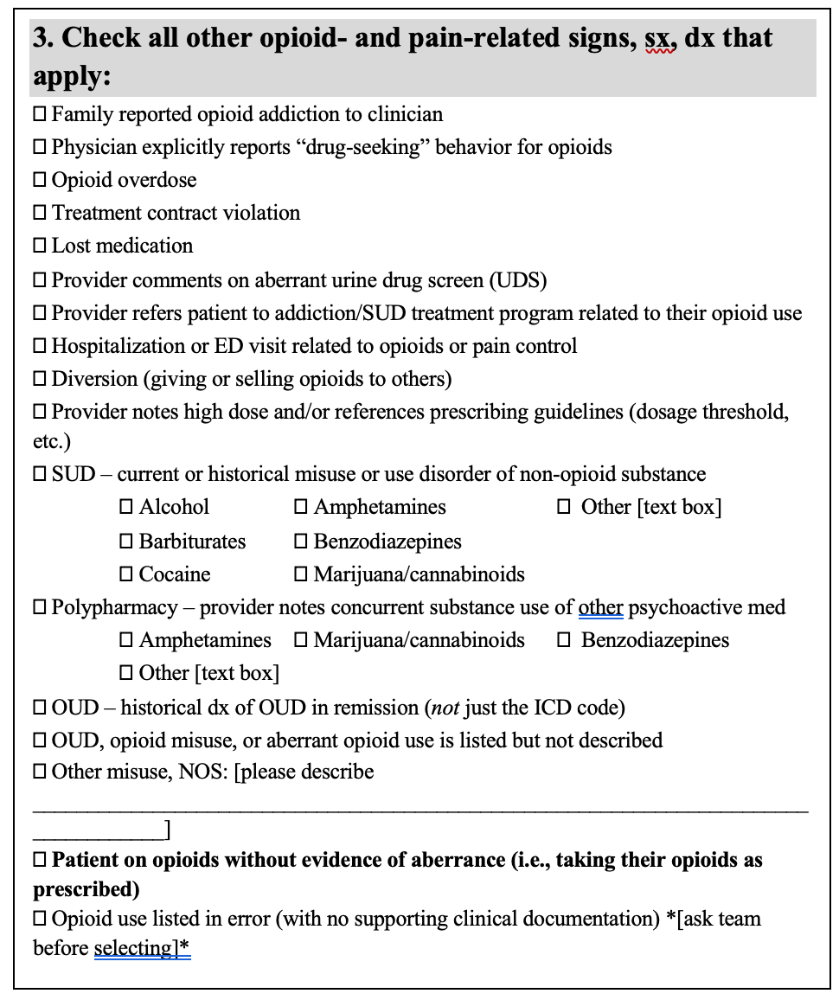 3. Check all other opioid- and pain-related signs, sx, dx that
apply:
☐ Family reported opioid addiction to clinician
☐ Physician explicitly reports “drug-seeking” behavior for opioids
☐ Opioid overdose
☐ Treatment contract violation
☐ Lost medication
☐ Provider comments on aberrant urine drug screen (UDS)
☐ Provider refers patient to addiction/SUD treatment program related to their opioid use
☐ Hospitalization or ED visit related to opioids or pain control
☐ Diversion (giving or selling opioids to others)
☐ Provider notes high dose and/or references prescribing guidelines (dosage threshold,
etc.)
☐ SUD – current or historical misuse or use disorder of non-opioid substance
☐ Alcohol ☐ Amphetamines ☐ Other [text box]
☐ Barbiturates ☐ Benzodiazepines
☐ Cocaine ☐ Marijuana/cannabinoids
☐ Polypharmacy – provider notes concurrent substance use of other psychoactive med
☐ Amphetamines ☐ Marijuana/cannabinoids ☐ Benzodiazepines
☐ Other [text box]
☐ OUD – historical dx of OUD in remission (not just the ICD code)
☐ OUD, opioid misuse, or aberrant opioid use is listed but not described
☐ Other misuse, NOS: [please describe
______________________________________________________________________
____________]
☐ Patient on opioids without evidence of aberrance (i.e., taking their opioids as
prescribed)
☐ Opioid use listed in error (with no supporting clinical documentation) *[ask team
before selecting]*